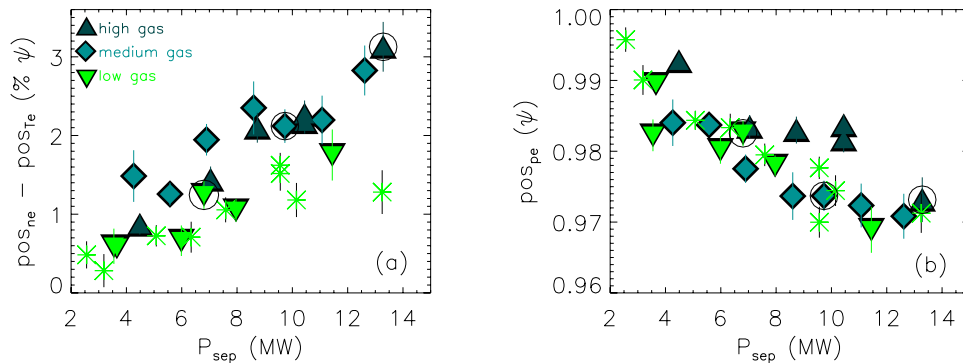 high gas
medium gas
low gas
3
2
1
0
pos_ne − pos_Te (% ψ)
(a)
2 4 6 8 10 12 14
P_sep (MW)
1.00
0.99
0.98
0.97
0.96
pos_pe (ψ)
(b)
2 4 6 8 10 12 14
P_sep (MW)